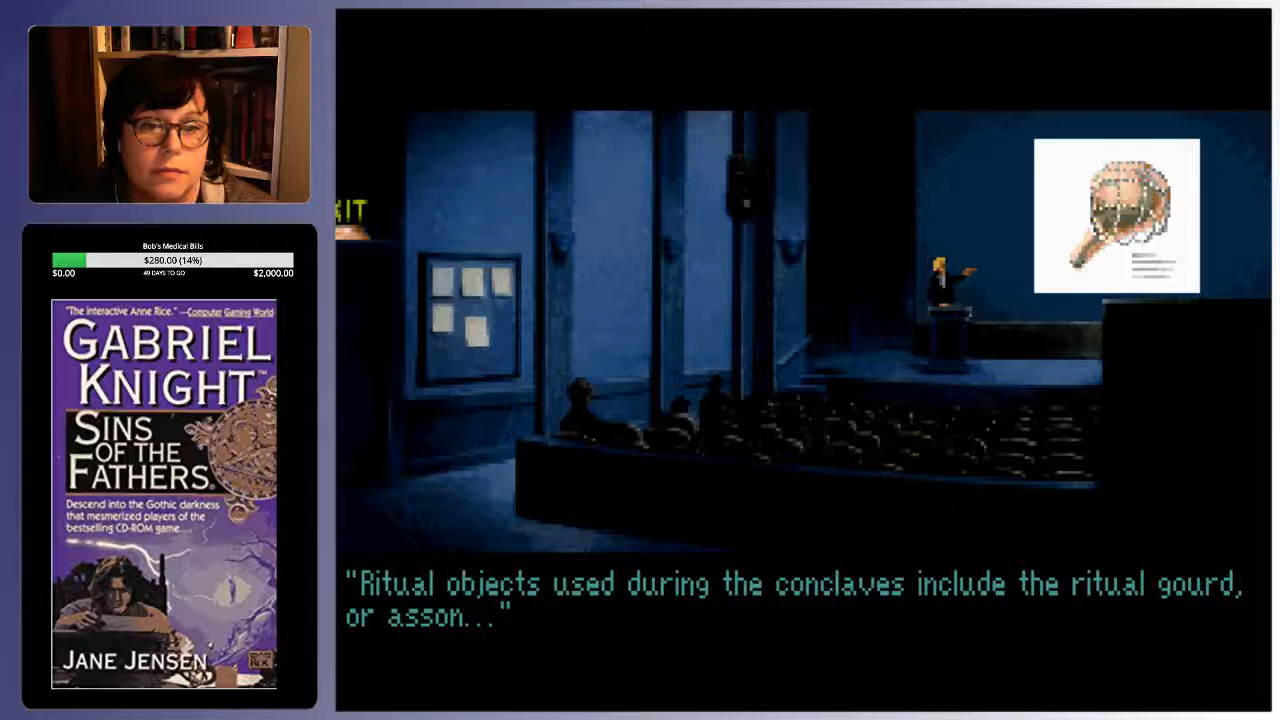 Bob's Medical Bills
$280.00 (14%)
$0.00
49 DAYS TO GO
$2,000.00
"The interactive Anne Rice." —Computer Gaming World
GABRIEL
KNIGHT™
SINS
OF THE
FATHERS®
Descend into the Gothic darkness
that mesmerized players of the
bestselling CD-ROM game....
JANE JENSEN
ROC
XIT
"Ritual objects used during the conclaves include the ritual gourd,
or asson..."